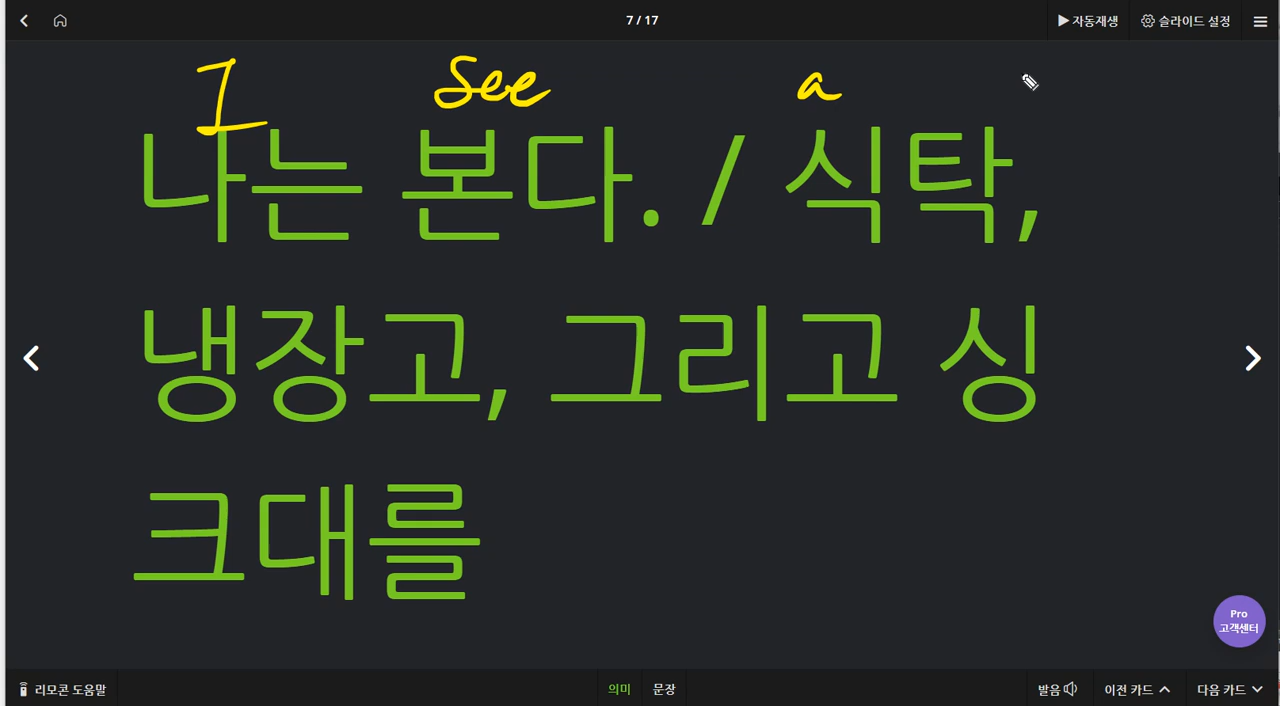 7 / 17
자동재생
슬라이드 설정
I see a
나는 본다. / 식탁,
냉장고, 그리고 싱
크대를
Pro
고객센터
리모콘 도움말
의미
문장
발음
이전 카드
다음 카드